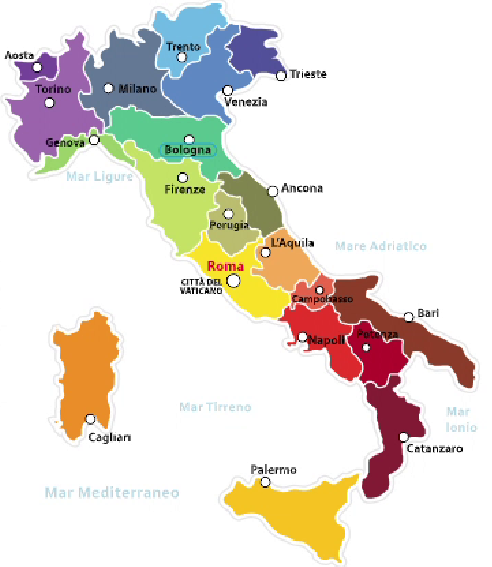 Trento
Aosta
Trieste
Torino
Milano
Venezia
Genova
Bologna
Mar Ligure
Firenze
Ancona
Perugia
L'Aquila
Mare Adriatico
Roma
CITTÀ DEL
VATICANO
Campobasso
Bari
Napoli
Potenza
Mar Tirreno
Mar
Ionio
Cagliari
Catanzaro
Palermo
Mar Mediterraneo